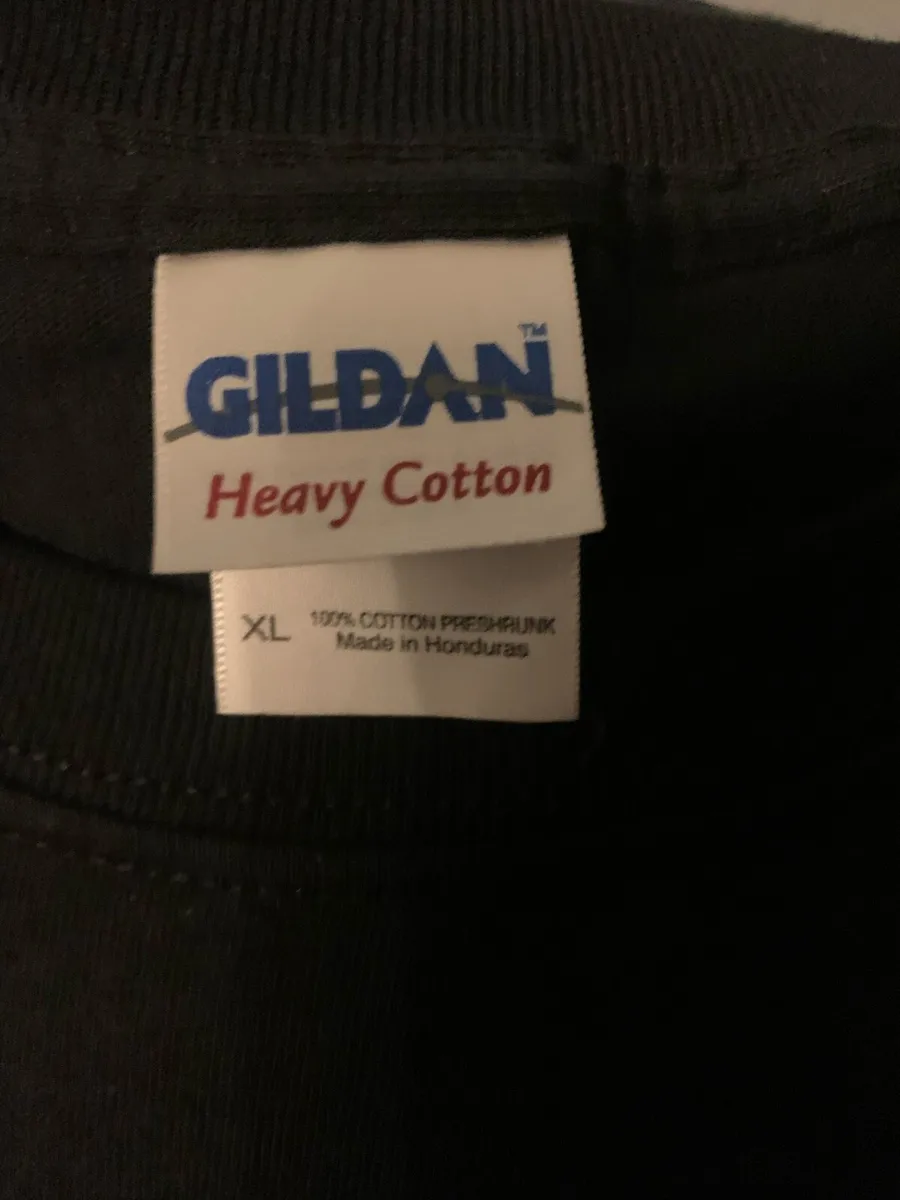 GILDAN™
Heavy Cotton
XL 100% COTTON PRESHRUNK
Made in Honduras